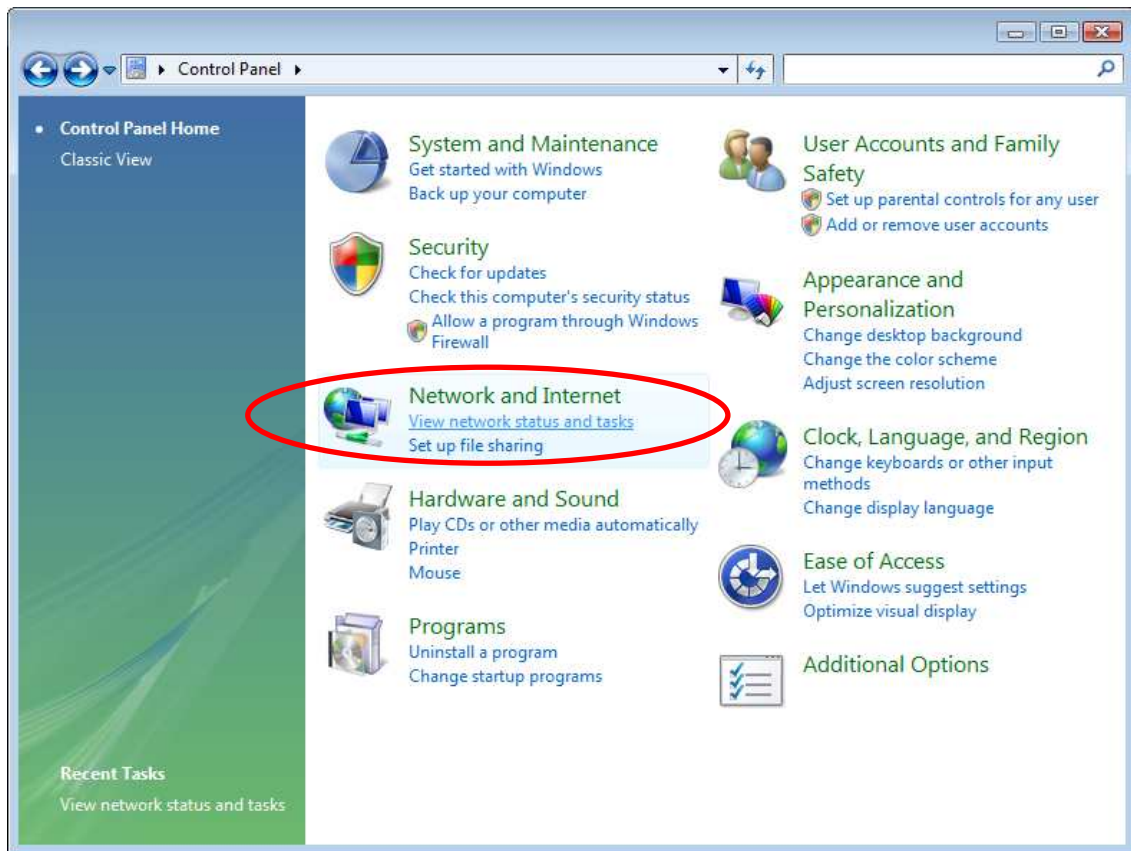 Control Panel
Control Panel Home
Classic View
System and Maintenance
Get started with Windows
Back up your computer
Security
Check for updates
Check this computer's security status
Allow a program through Windows
Firewall
Network and Internet
View network status and tasks
Set up file sharing
Hardware and Sound
Play CDs or other media automatically
Printer
Mouse
Programs
Uninstall a program
Change startup programs
User Accounts and Family
Safety
Set up parental controls for any user
Add or remove user accounts
Appearance and
Personalization
Change desktop background
Change the color scheme
Adjust screen resolution
Clock, Language, and Region
Change keyboards or other input
methods
Change display language
Ease of Access
Let Windows suggest settings
Optimize visual display
Additional Options
Recent Tasks
View network status and tasks